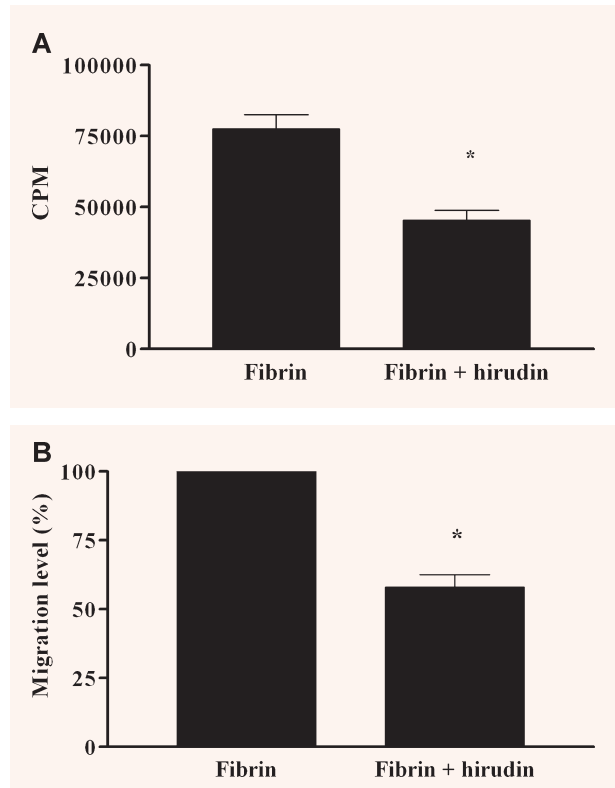 A
100000
75000
50000
25000
0
CPM
*
Fibrin
Fibrin + hirudin
B
100
75
50
25
0
Migration level (%)
*
Fibrin
Fibrin + hirudin